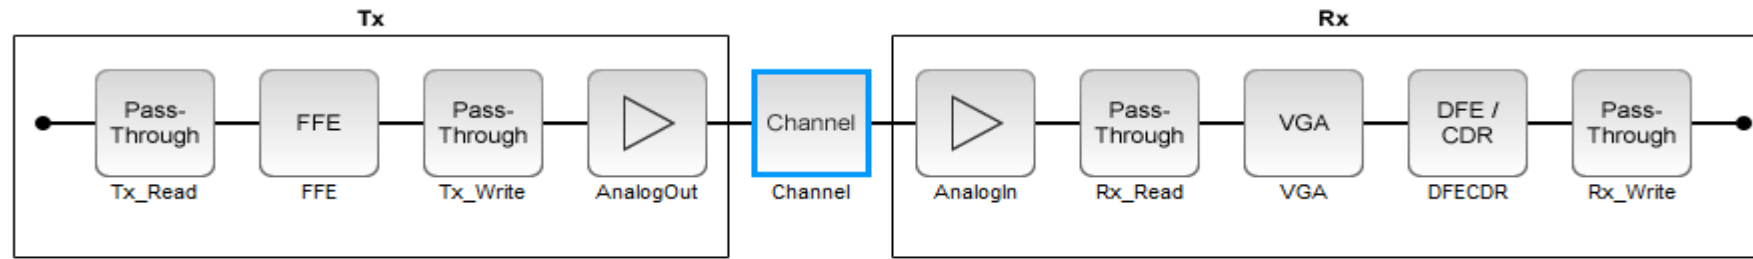 Tx
Rx
Pass-
Through
FFE
Pass-
Through
Channel
Pass-
Through
VGA
DFE /
CDR
Pass-
Through
Tx_Read
FFE
Tx_Write
AnalogOut
Channel
AnalogIn
Rx_Read
VGA
DFECDR
Rx_Write